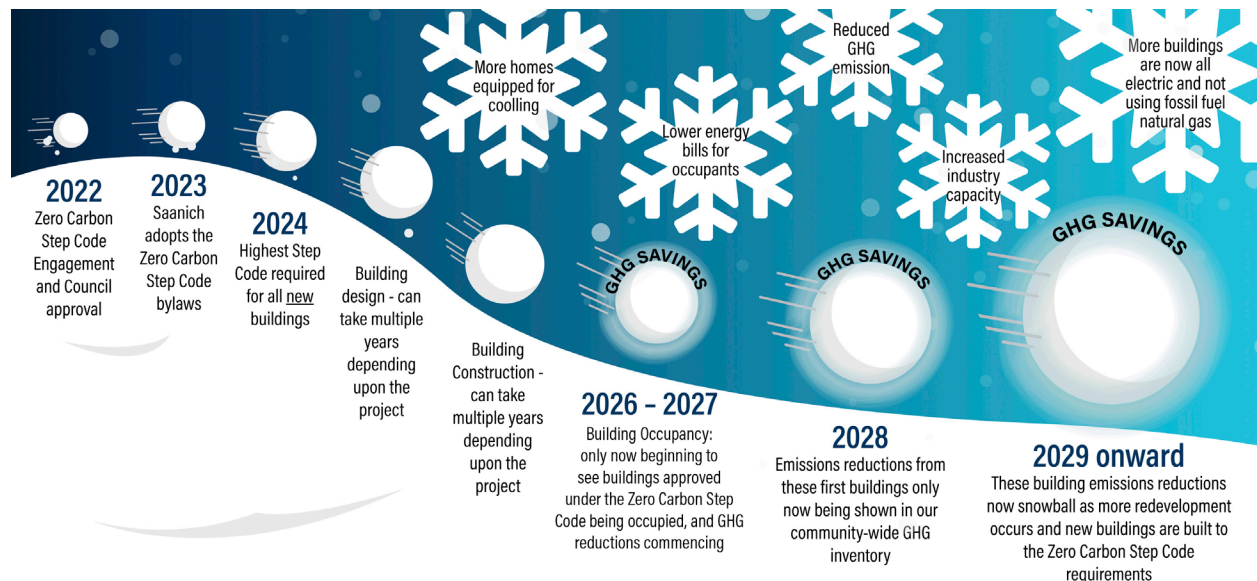 More homes
equipped for
coolling
Lower energy
bills for
occupants
Reduced
GHG
emission
Increased
industry
capacity
More buildings
are now all
electric and not
using fossil fuel
natural gas
2022
Zero Carbon
Step Code
Engagement
and Council
approval
2023
Saanich
adopts the
Zero Carbon
Step Code
bylaws
2024
Highest Step
Code required
for all new
buildings
Building
design - can
take multiple
years
depending
upon the
project
Building
Construction -
can take
multiple years
depending
upon the
project
GHG SAVINGS
2026 – 2027
Building Occupancy:
only now beginning to
see buildings approved
under the Zero Carbon Step
Code being occupied, and GHG
reductions commencing
GHG SAVINGS
2028
Emissions reductions from
these first buildings only
now being shown in our
community-wide GHG
inventory
GHG SAVINGS
2029 onward
These building emissions reductions
now snowball as more redevelopment
occurs and new buildings are built to
the Zero Carbon Step Code
requirements